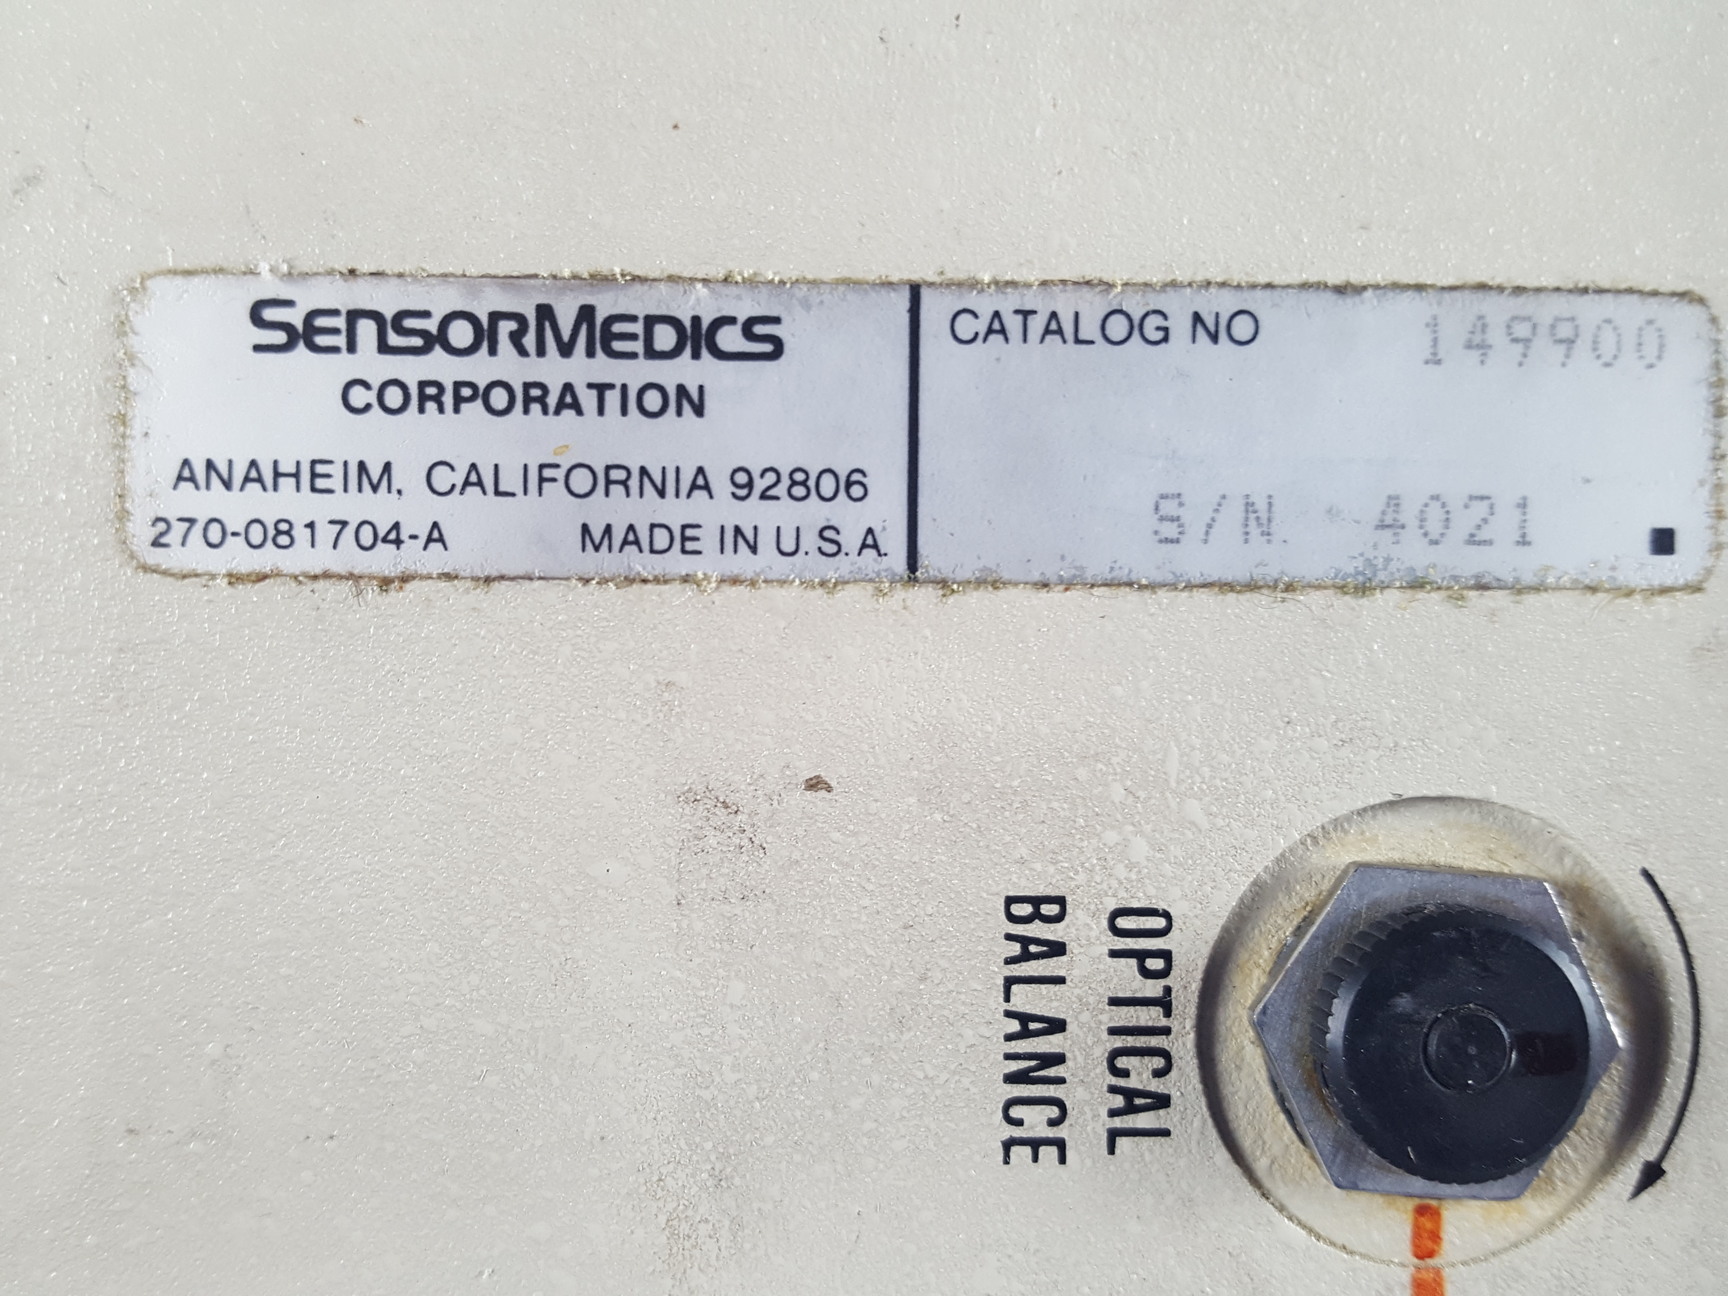 SENSORMEDICS
CORPORATION
ANAHEIM, CALIFORNIA 92806
270-081704-A MADE IN U.S.A.
CATALOG NO 149900
S/N 4021
OPTICAL
BALANCE